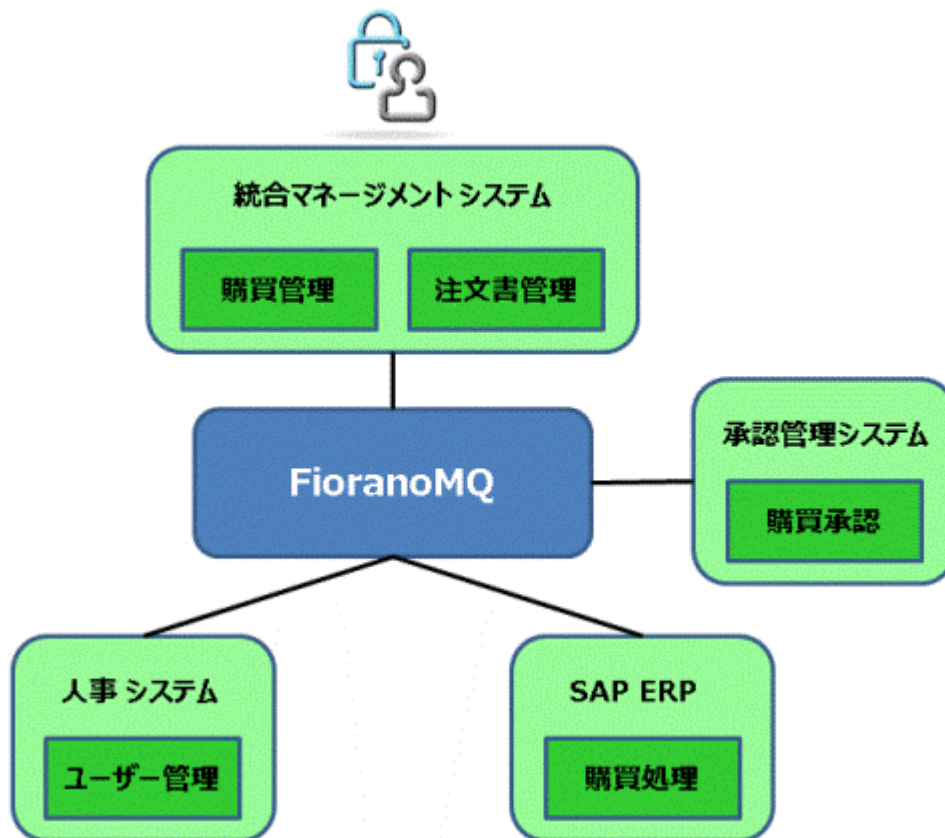 統合マネージメント システム
購買管理
注文書管理
FioranoMQ
承認管理システム
購買承認
人事 システム
ユーザー管理
SAP ERP
購買処理